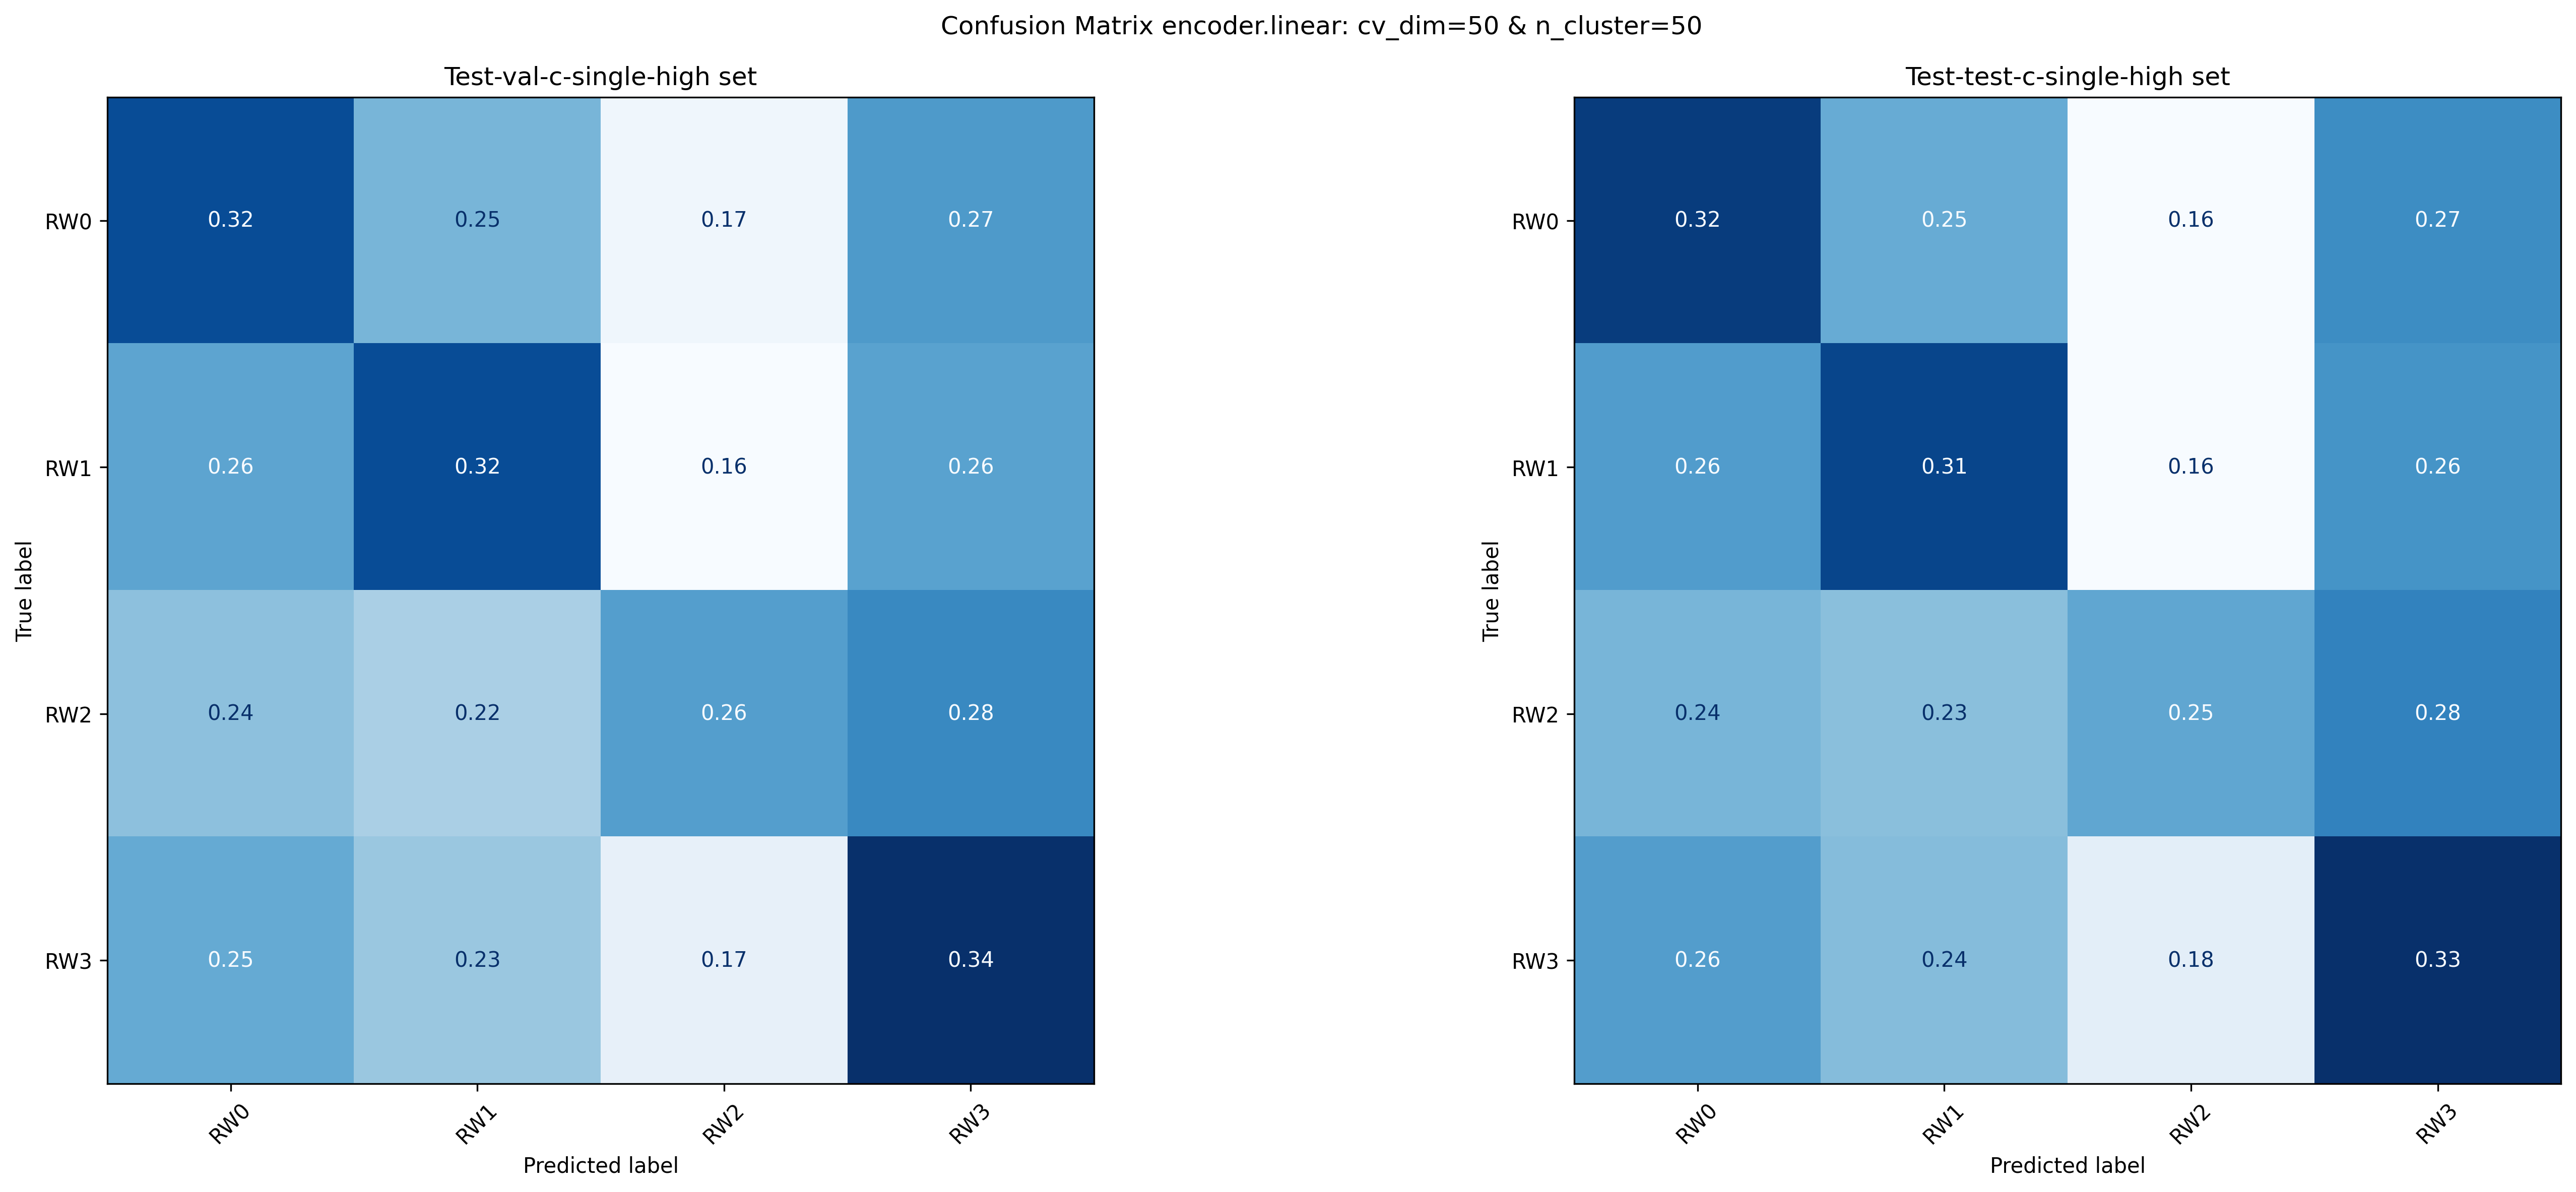 Confusion Matrix encoder.linear: cv_dim=50 & n_cluster=50
Test-val-c-single-high set
True label
RW0
0.32 0.25 0.17 0.27
RW1
0.26 0.32 0.16 0.26
RW2
0.24 0.22 0.26 0.28
RW3
0.25 0.23 0.17 0.34
RW0 RW1 RW2 RW3
Predicted label
Test-test-c-single-high set
True label
RW0
0.32 0.25 0.16 0.27
RW1
0.26 0.31 0.16 0.26
RW2
0.24 0.23 0.25 0.28
RW3
0.26 0.24 0.18 0.33
RW0 RW1 RW2 RW3
Predicted label